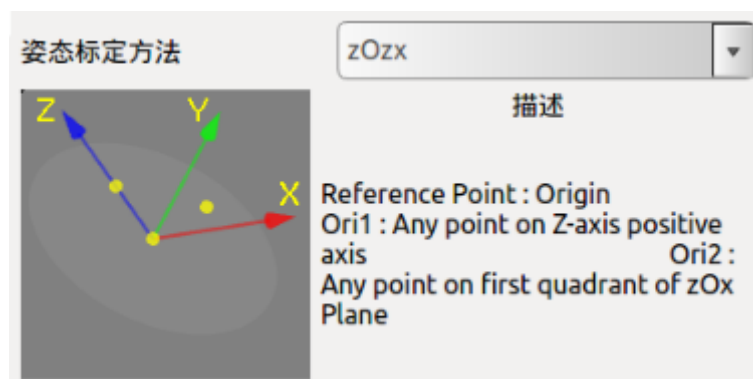 姿态标定方法
zOzx
描述
Z
Y
X
Reference Point : Origin
Ori1 : Any point on Z-axis positive
axis Ori2 :
Any point on first quadrant of zOx
Plane